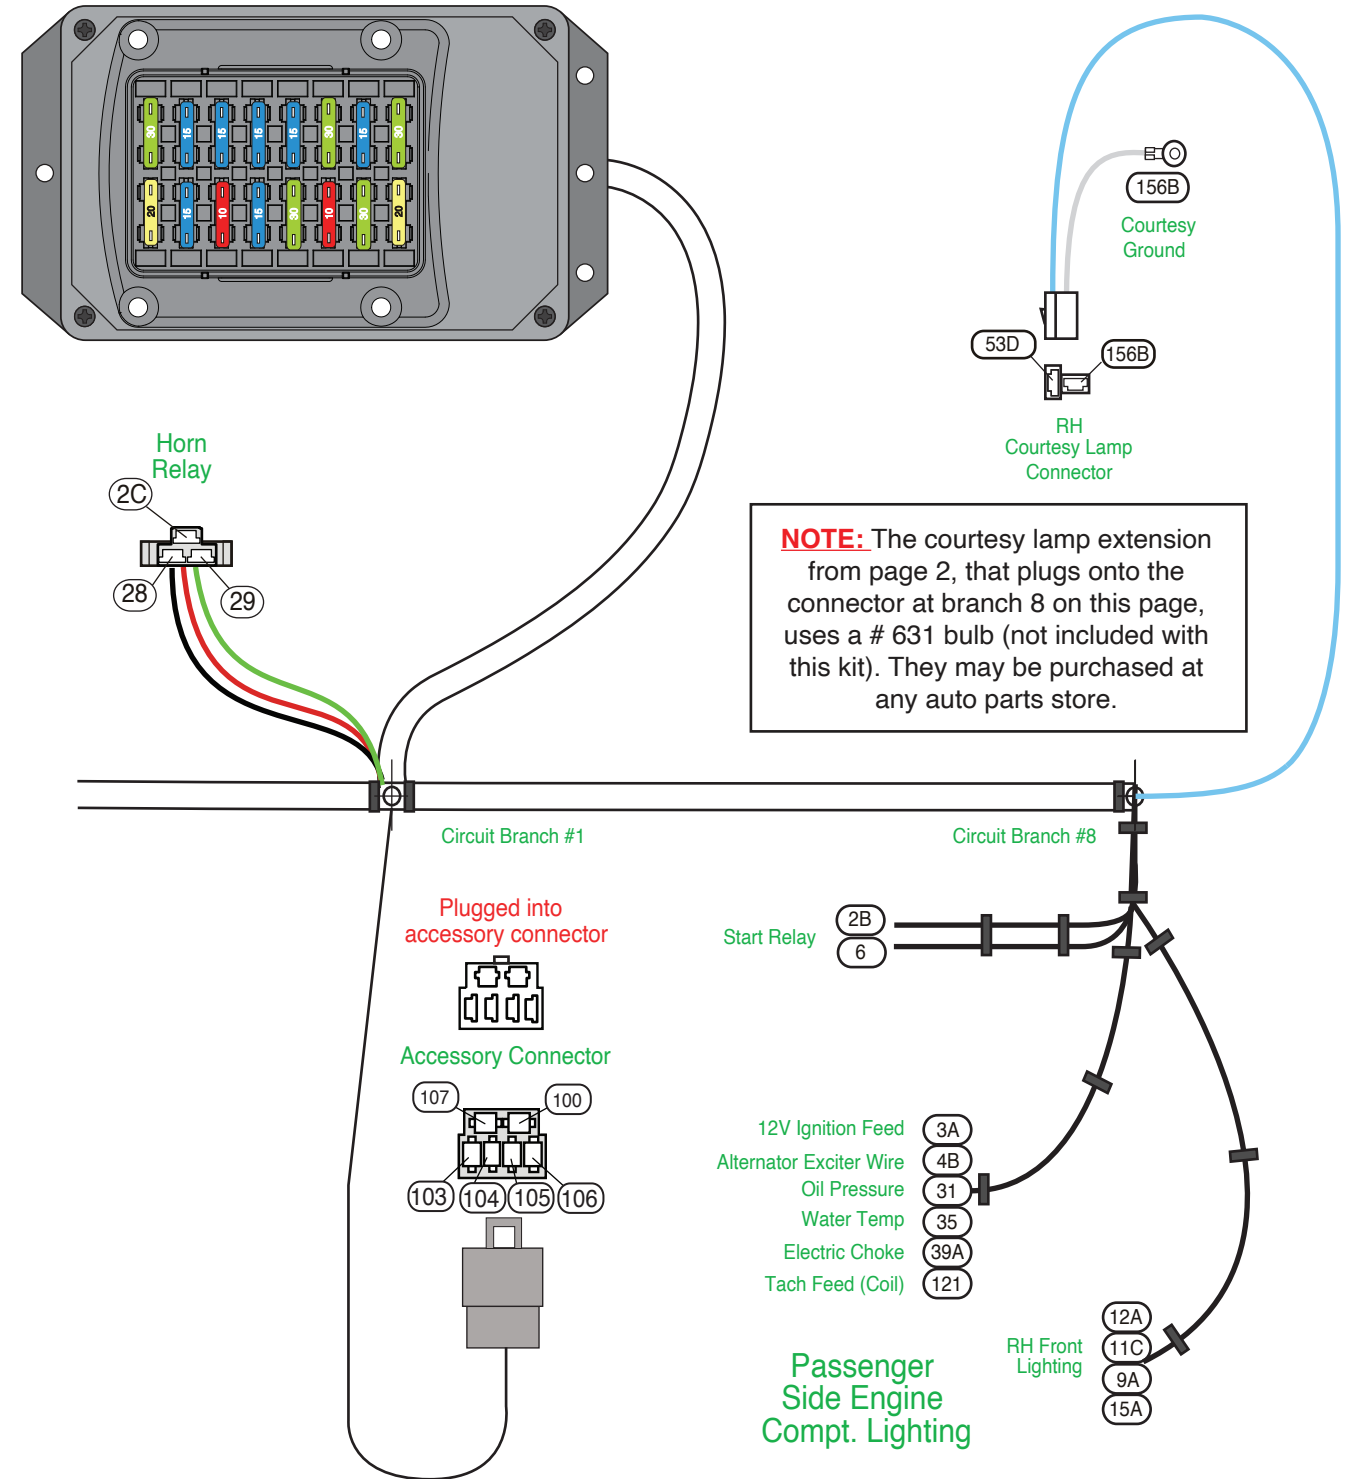 30 15 15 15 15 30 15 30
20 15 10 15 30 10 30 20
156B
Courtesy
Ground
53D
156B
RH
Courtesy Lamp
Connector
Horn
Relay
2C
28
29
NOTE: The courtesy lamp extension
from page 2, that plugs onto the
connector at branch 8 on this page,
uses a # 631 bulb (not included with
this kit). They may be purchased at
any auto parts store.
Circuit Branch #1
Circuit Branch #8
Plugged into
accessory connector
Start Relay
2B
6
Accessory Connector
107
100
103
104
105
106
12V Ignition Feed 3A
Alternator Exciter Wire 4B
Oil Pressure 31
Water Temp 35
Electric Choke 39A
Tach Feed (Coil) 121
RH Front
Lighting
12A
11C
9A
15A
Passenger
Side Engine
Compt. Lighting